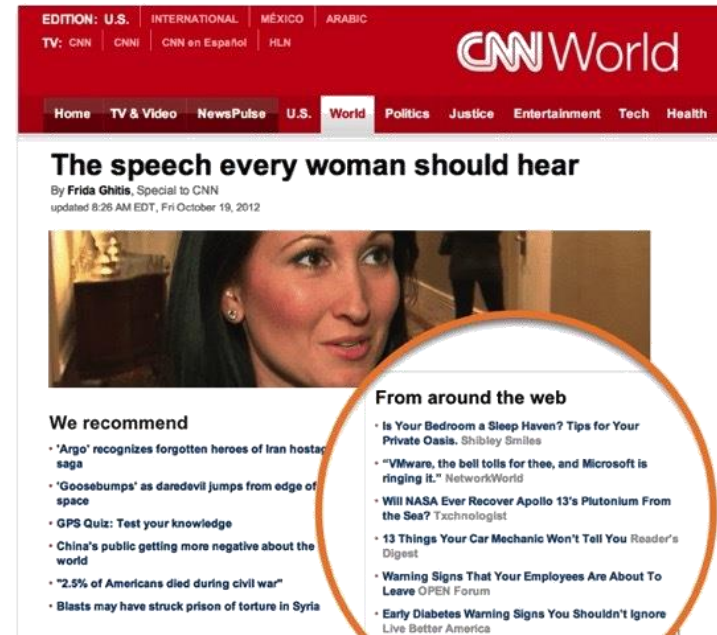 EDITION: U.S. INTERNATIONAL MÉXICO ARABIC
TV: CNN CNNI CNN en Español HLN
CNN World
Home TV & Video NewsPulse U.S. World Politics Justice Entertainment Tech Health
The speech every woman should hear
By Frida Ghitis, Special to CNN
updated 8:26 AM EDT, Fri October 19, 2012
We recommend
• 'Argo' recognizes forgotten heroes of Iran
saga
• 'Goosebumps' as daredevil jumps from edge of
space
• GPS Quiz: Test your knowledge
• China's public getting more negative about the
world
• "2.5% of Americans died during civil war"
• Blasts may have struck prison of torture in Syria
From around the web
• Is Your Bedroom a Sleep Haven? Tips for Your
Private Oasis. Shibley Smiles
• “VMware, the bell tolls for thee, and Microsoft is
ringing it.” NetworkWorld
• Will NASA Ever Recover Apollo 13's Plutonium From
the Sea? Txchnologist
• 13 Things Your Car Mechanic Won't Tell You Reader's
Digest
• Warning Signs That Your Employees Are About To
Leave OPEN Forum
• Early Diabetes Warning Signs You Shouldn't Ignore
Live Better America